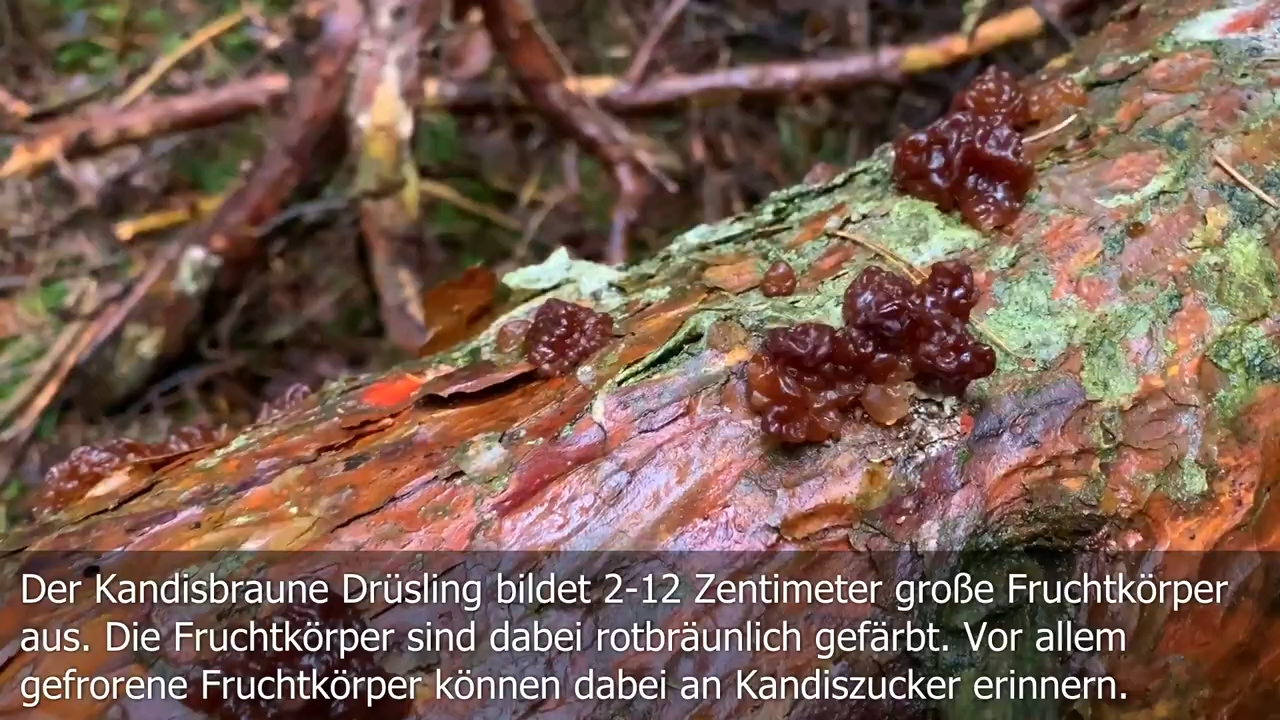 Der Kandisbraune Drüsling bildet 2-12 Zentimeter große Fruchtkörper
aus. Die Fruchtkörper sind dabei rotbräunlich gefärbt. Vor allem
gefrorene Fruchtkörper können dabei an Kandiszucker erinnern.